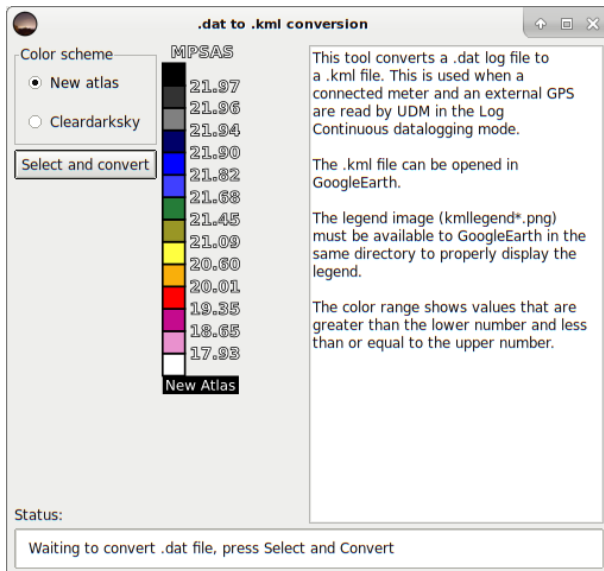 .dat to .kml conversion
Color scheme
New atlas
Cleardarksky
Select and convert
MPSAS
21.97
21.96
21.94
21.90
21.82
21.68
21.45
21.09
20.60
20.01
19.35
18.65
17.93
New Atlas
This tool converts a .dat log file to
a .kml file. This is used when a
connected meter and an external GPS
are read by UDM in the Log
Continuous datalogging mode.
The .kml file can be opened in
GoogleEarth.
The legend image (kmllegend*.png)
must be available to GoogleEarth in the
same directory to properly display the
legend.
The color range shows values that are
greater than the lower number and less
than or equal to the upper number.
Status:
Waiting to convert .dat file, press Select and Convert